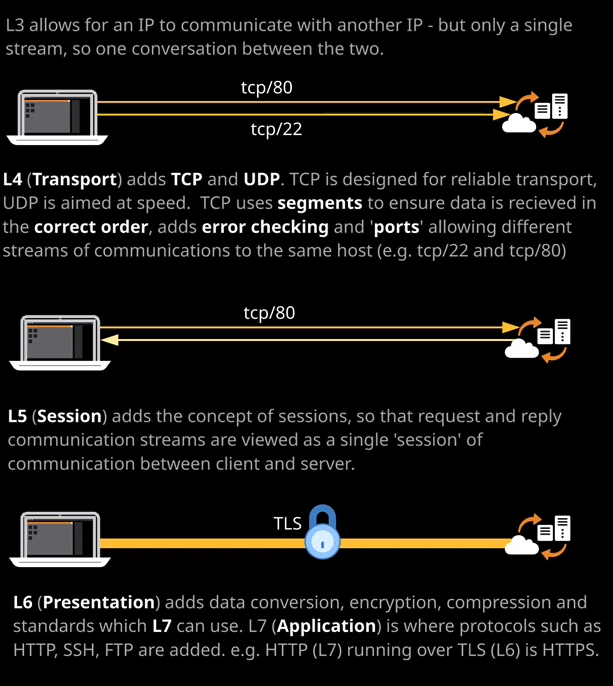 L3 allows for an IP to communicate with another IP - but only a single
stream, so one conversation between the two.
tcp/80
tcp/22
L4 (Transport) adds TCP and UDP. TCP is designed for reliable transport,
UDP is aimed at speed.  TCP uses segments to ensure data is recieved in
the correct order, adds error checking and 'ports' allowing different
streams of communications to the same host (e.g. tcp/22 and tcp/80)
tcp/80
L5 (Session) adds the concept of sessions, so that request and reply
communication streams are viewed as a single 'session' of
communication between client and server.
TLS
L6 (Presentation) adds data conversion, encryption, compression and
standards which L7 can use. L7 (Application) is where protocols such as
HTTP, SSH, FTP are added. e.g. HTTP (L7) running over TLS (L6) is HTTPS.